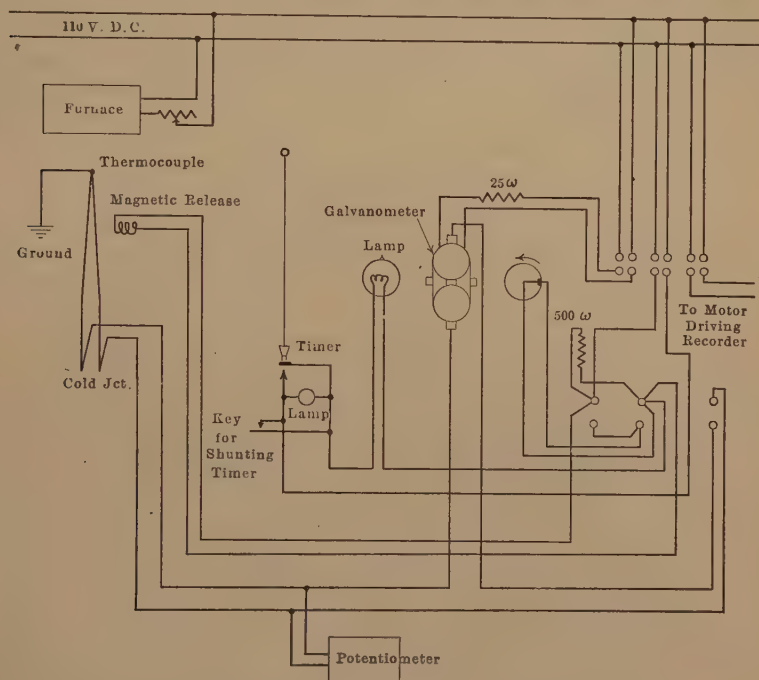 110 V. D.C.
Furnace
Thermocouple
Magnetic Release
Ground
Cold Jct.
Galvanometer
25 ω
Lamp
500 ω
To Motor
Driving
Recorder
Timer
Lamp
Key
for
Shunting
Timer
Potentiometer